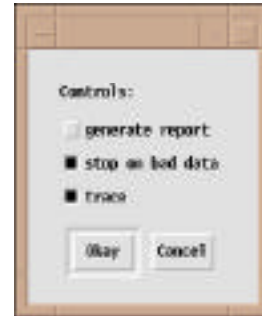 Controls:
generate report
stop on bad data
trace
Okay
Cancel